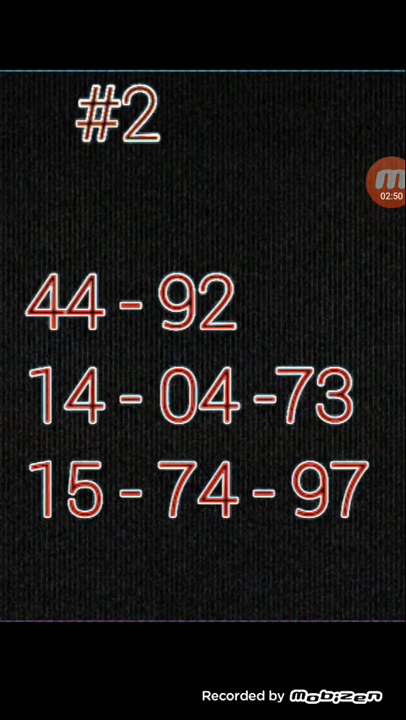 #2
02:50
44 - 92
14 - 04 -73
15 - 74 - 97
Recorded by Mobizen